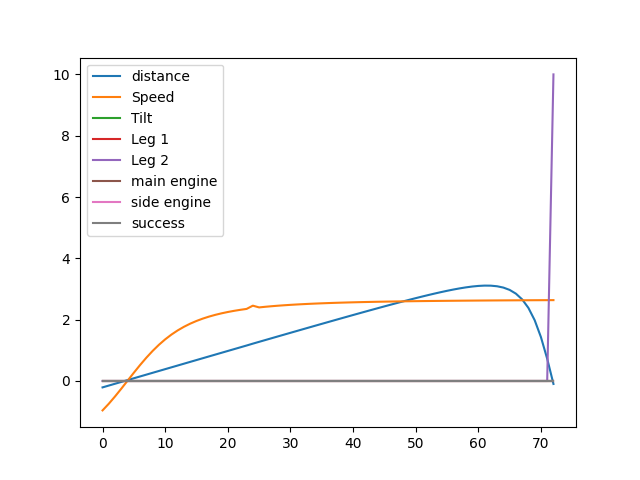 10
8
6
4
2
0
distance
Speed
Tilt
Leg 1
Leg 2
main engine
side engine
success
0 10 20 30 40 50 60 70